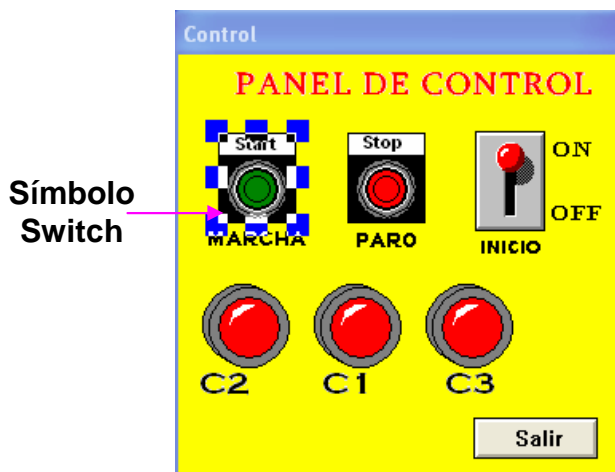 Control
PANEL DE CONTROL
Start
Stop
ON
OFF
Símbolo
Switch
MARCHA
PARO
INICIO
C2
C1
C3
Salir